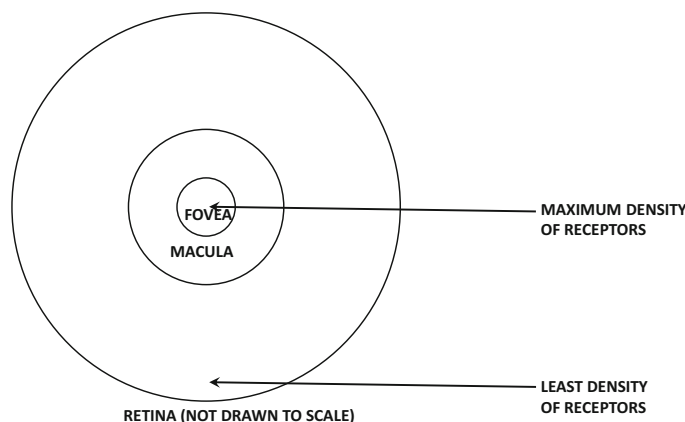 FOVEA
MACULA
MAXIMUM DENSITY
OF RECEPTORS
LEAST DENSITY
OF RECEPTORS
RETINA (NOT DRAWN TO SCALE)